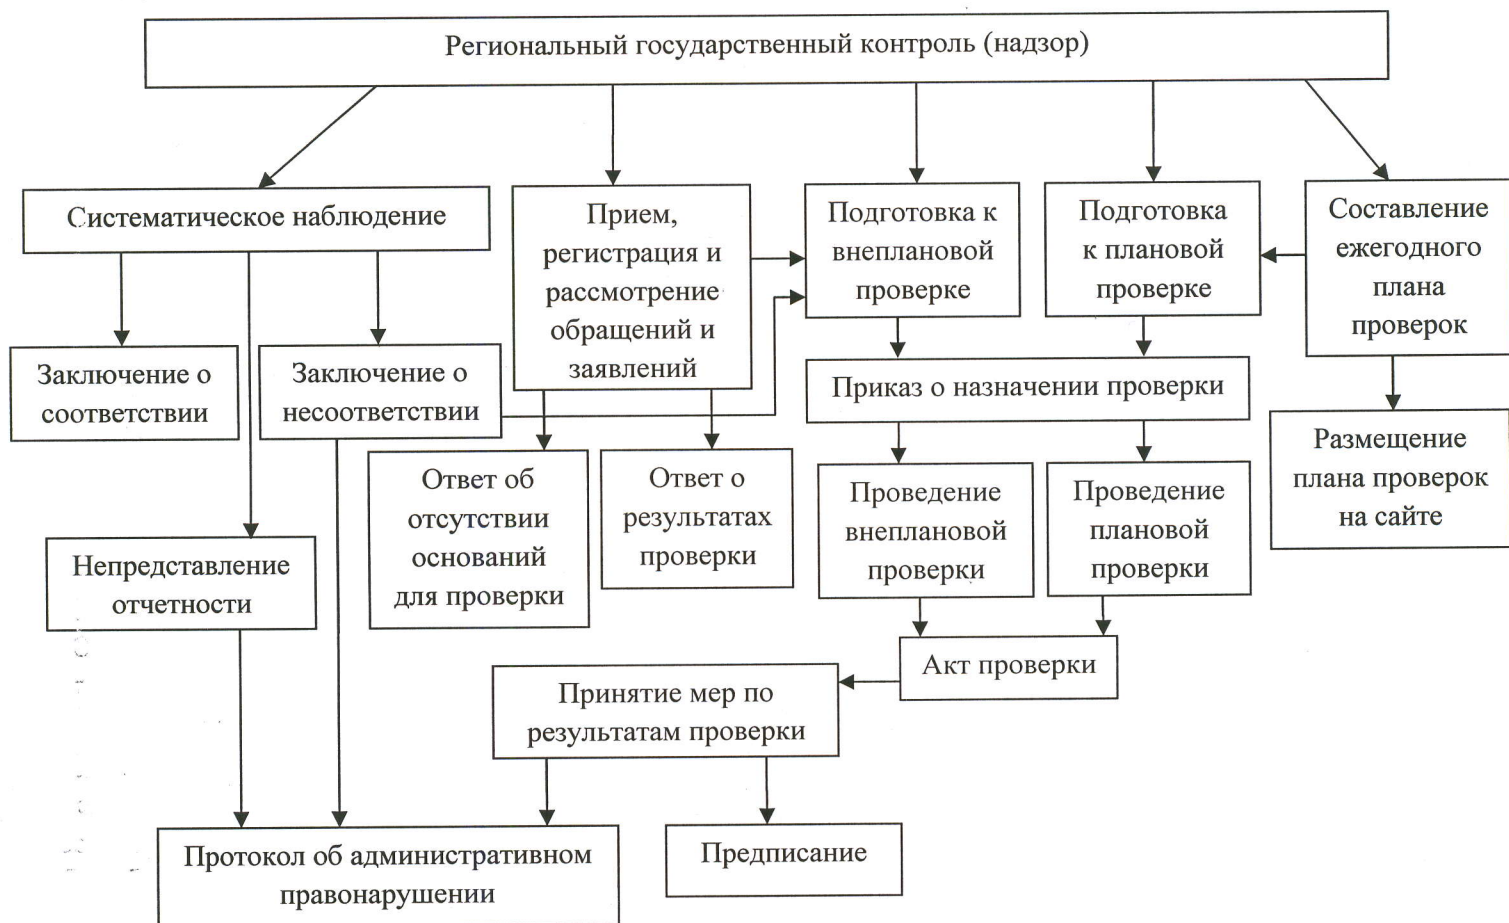 Региональный государственный контроль (надзор)
Систематическое наблюдение
Прием,
регистрация и
рассмотрение
обращений и
заявлений
Подготовка к
внеплановой
проверке
Подготовка
к плановой
проверке
Составление
ежегодного
плана
проверок
Заключение о
соответствии
Заключение о
несоответствии
Приказ о назначении проверки
Ответ об
отсутствии
оснований
для проверки
Ответ о
результатах
проверки
Проведение
внеплановой
проверки
Проведение
плановой
проверки
Размещение
плана проверок
на сайте
Непредставление
отчетности
Акт проверки
Принятие мер по
результатам проверки
Протокол об административном
правонарушении
Предписание